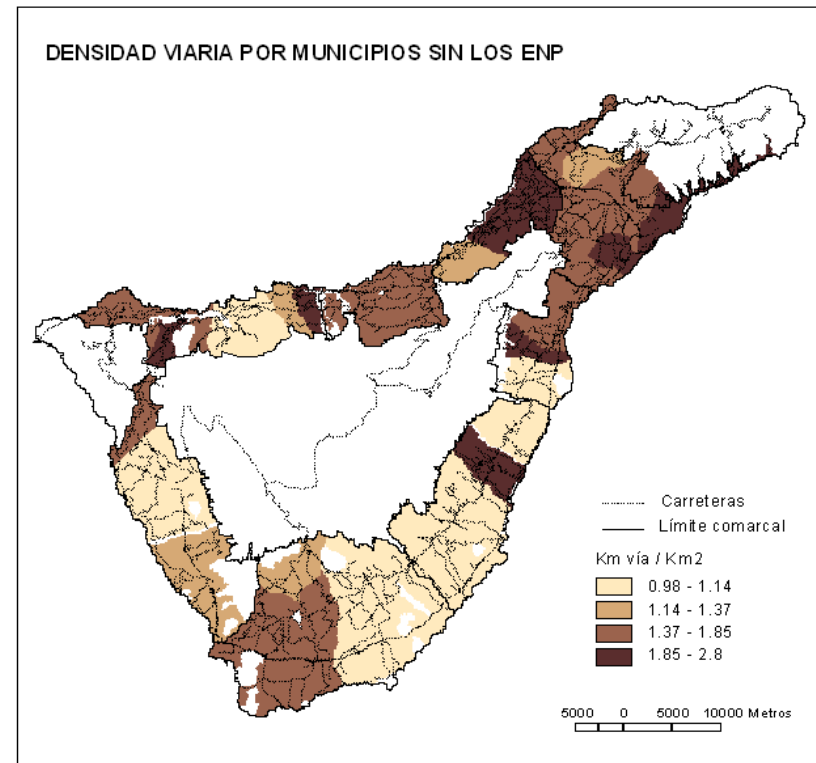 DENSIDAD VIARIA POR MUNICIPIOS SIN LOS ENP
Carreteras
Límite comarcal
Km vía / Km2
0.98 - 1.14
1.14 - 1.37
1.37 - 1.85
1.85 - 2.8
5000 0 5000 10000 Metros